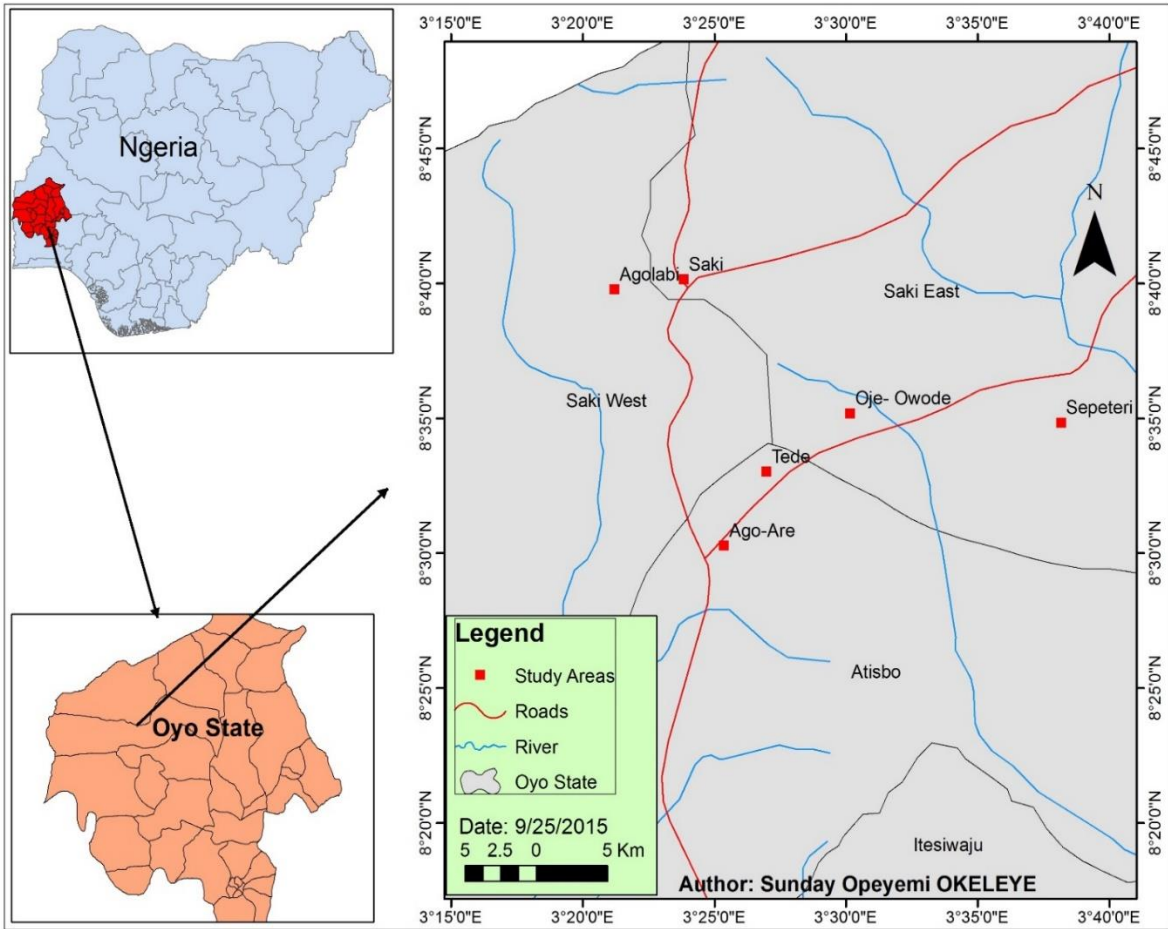 Ngeria
Oyo State
3°15'0"E
3°20'0"E
3°25'0"E
3°30'0"E
3°35'0"E
3°40'0"E
8°45'0"N
8°40'0"N
8°35'0"N
8°30'0"N
8°25'0"N
8°20'0"N
N
Agolabi
Saki
Saki East
Saki West
Oje- Owode
Sepeteri
Tede
Ago-Are
Atisbo
Itesiwaju
Legend
Study Areas
Roads
River
Oyo State
Date: 9/25/2015
5 2.5 0 5 Km
Author: Sunday Opeyemi OKELEYE
8°45'0"N
8°40'0"N
8°35'0"N
8°30'0"N
8°25'0"N
8°20'0"N
3°15'0"E
3°20'0"E
3°25'0"E
3°30'0"E
3°35'0"E
3°40'0"E